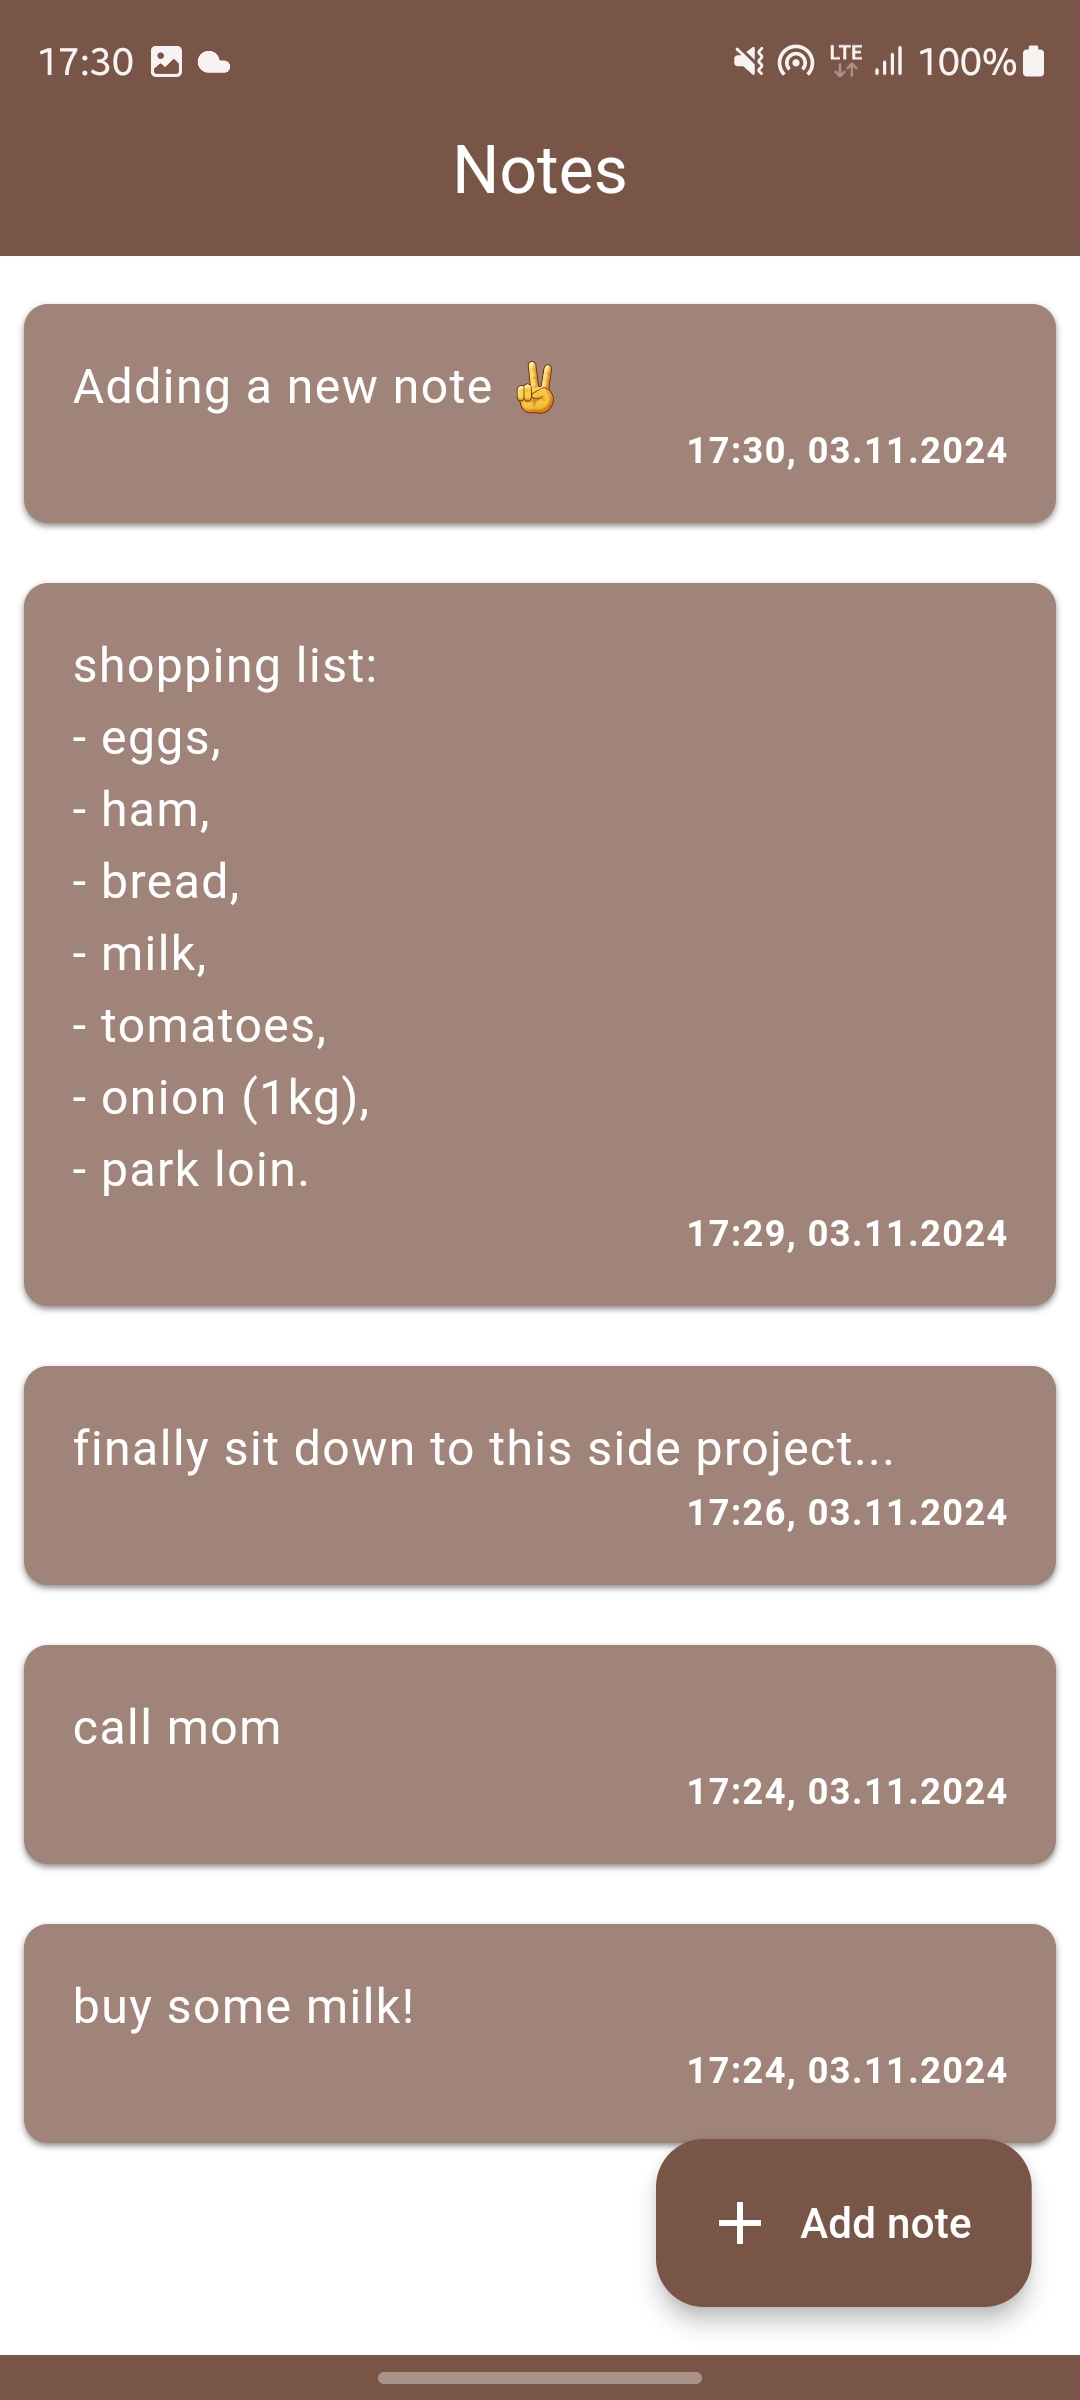 17:30 LTE 100%
Notes
Adding a new note ✌️
17:30, 03.11.2024
shopping list:
- eggs,
- ham,
- bread,
- milk,
- tomatoes,
- onion (1kg),
- park loin.
17:29, 03.11.2024
finally sit down to this side project...
17:26, 03.11.2024
call mom
17:24, 03.11.2024
buy some milk!
17:24, 03.11.2024
+ Add note